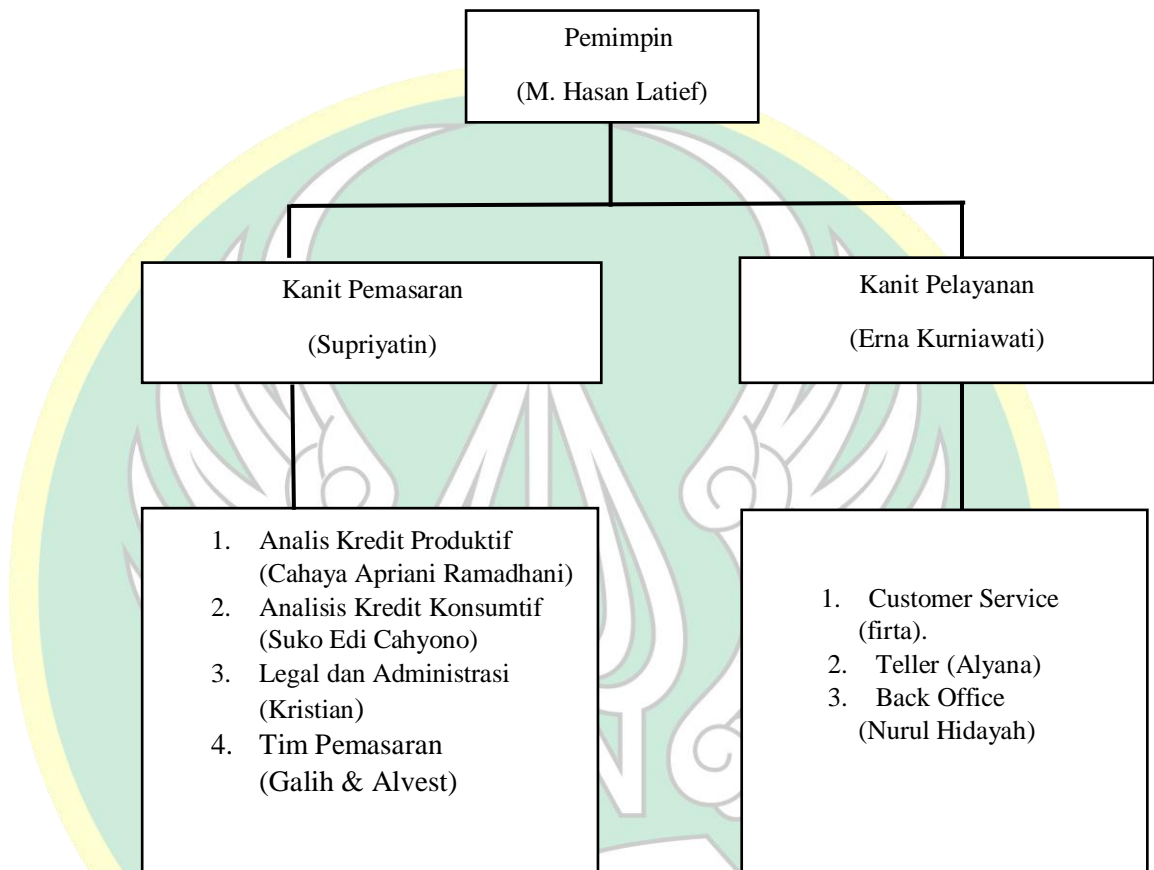 Pemimpin
(M. Hasan Latief)
Kanit Pemasaran
(Supriyatin)
Kanit Pelayanan
(Erna Kurniawati)
1. Analis Kredit Produktif
(Cahaya Apriani Ramadhani)
2. Analisis Kredit Konsumtif
(Suko Edi Cahyono)
3. Legal dan Administrasi
(Kristian)
4. Tim Pemasaran
(Galih & Alvest)
1. Customer Service
(firta).
2. Teller (Alyana)
3. Back Office
(Nurul Hidayah)